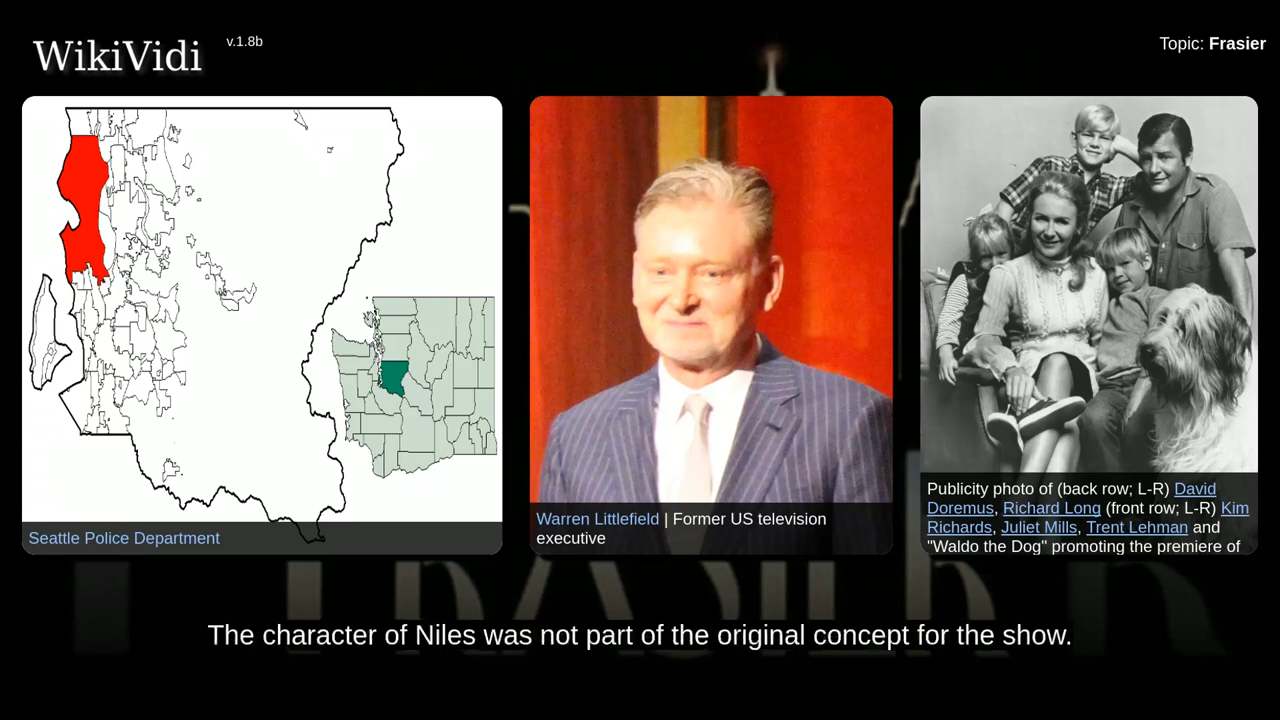 WikiVidi
v.1.8b
Topic: Frasier
Seattle Police Department
Warren Littlefield | Former US television
executive
Publicity photo of (back row; L-R) David
Doremus, Richard Long (front row; L-R) Kim
Richards, Juliet Mills, Trent Lehman and
"Waldo the Dog" promoting the premiere of
FRASIER
The character of Niles was not part of the original concept for the show.